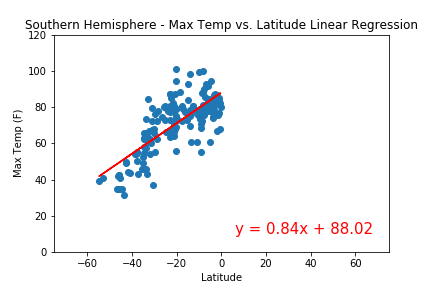 Southern Hemisphere - Max Temp vs. Latitude Linear Regression
120
100
80
60
40
20
0
Max Temp (F)
y = 0.84x + 88.02
−60 −40 −20 0 20 40 60
Latitude